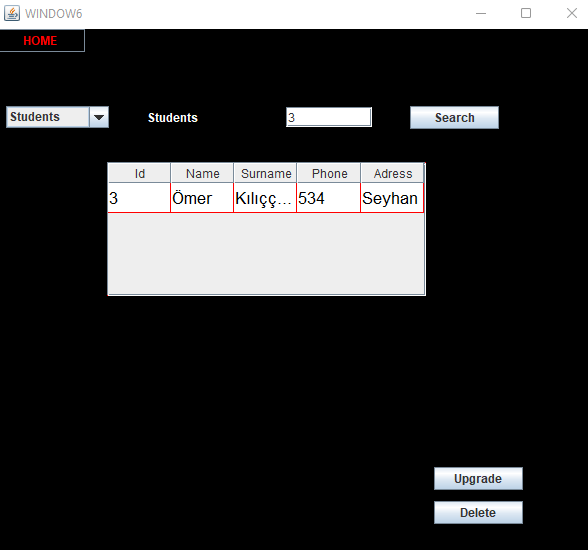 WINDOW6
HOME
Students Students 3 Search
Id Name Surname Phone Adress
3 Ömer Kılıçç... 534 Seyhan
Upgrade
Delete